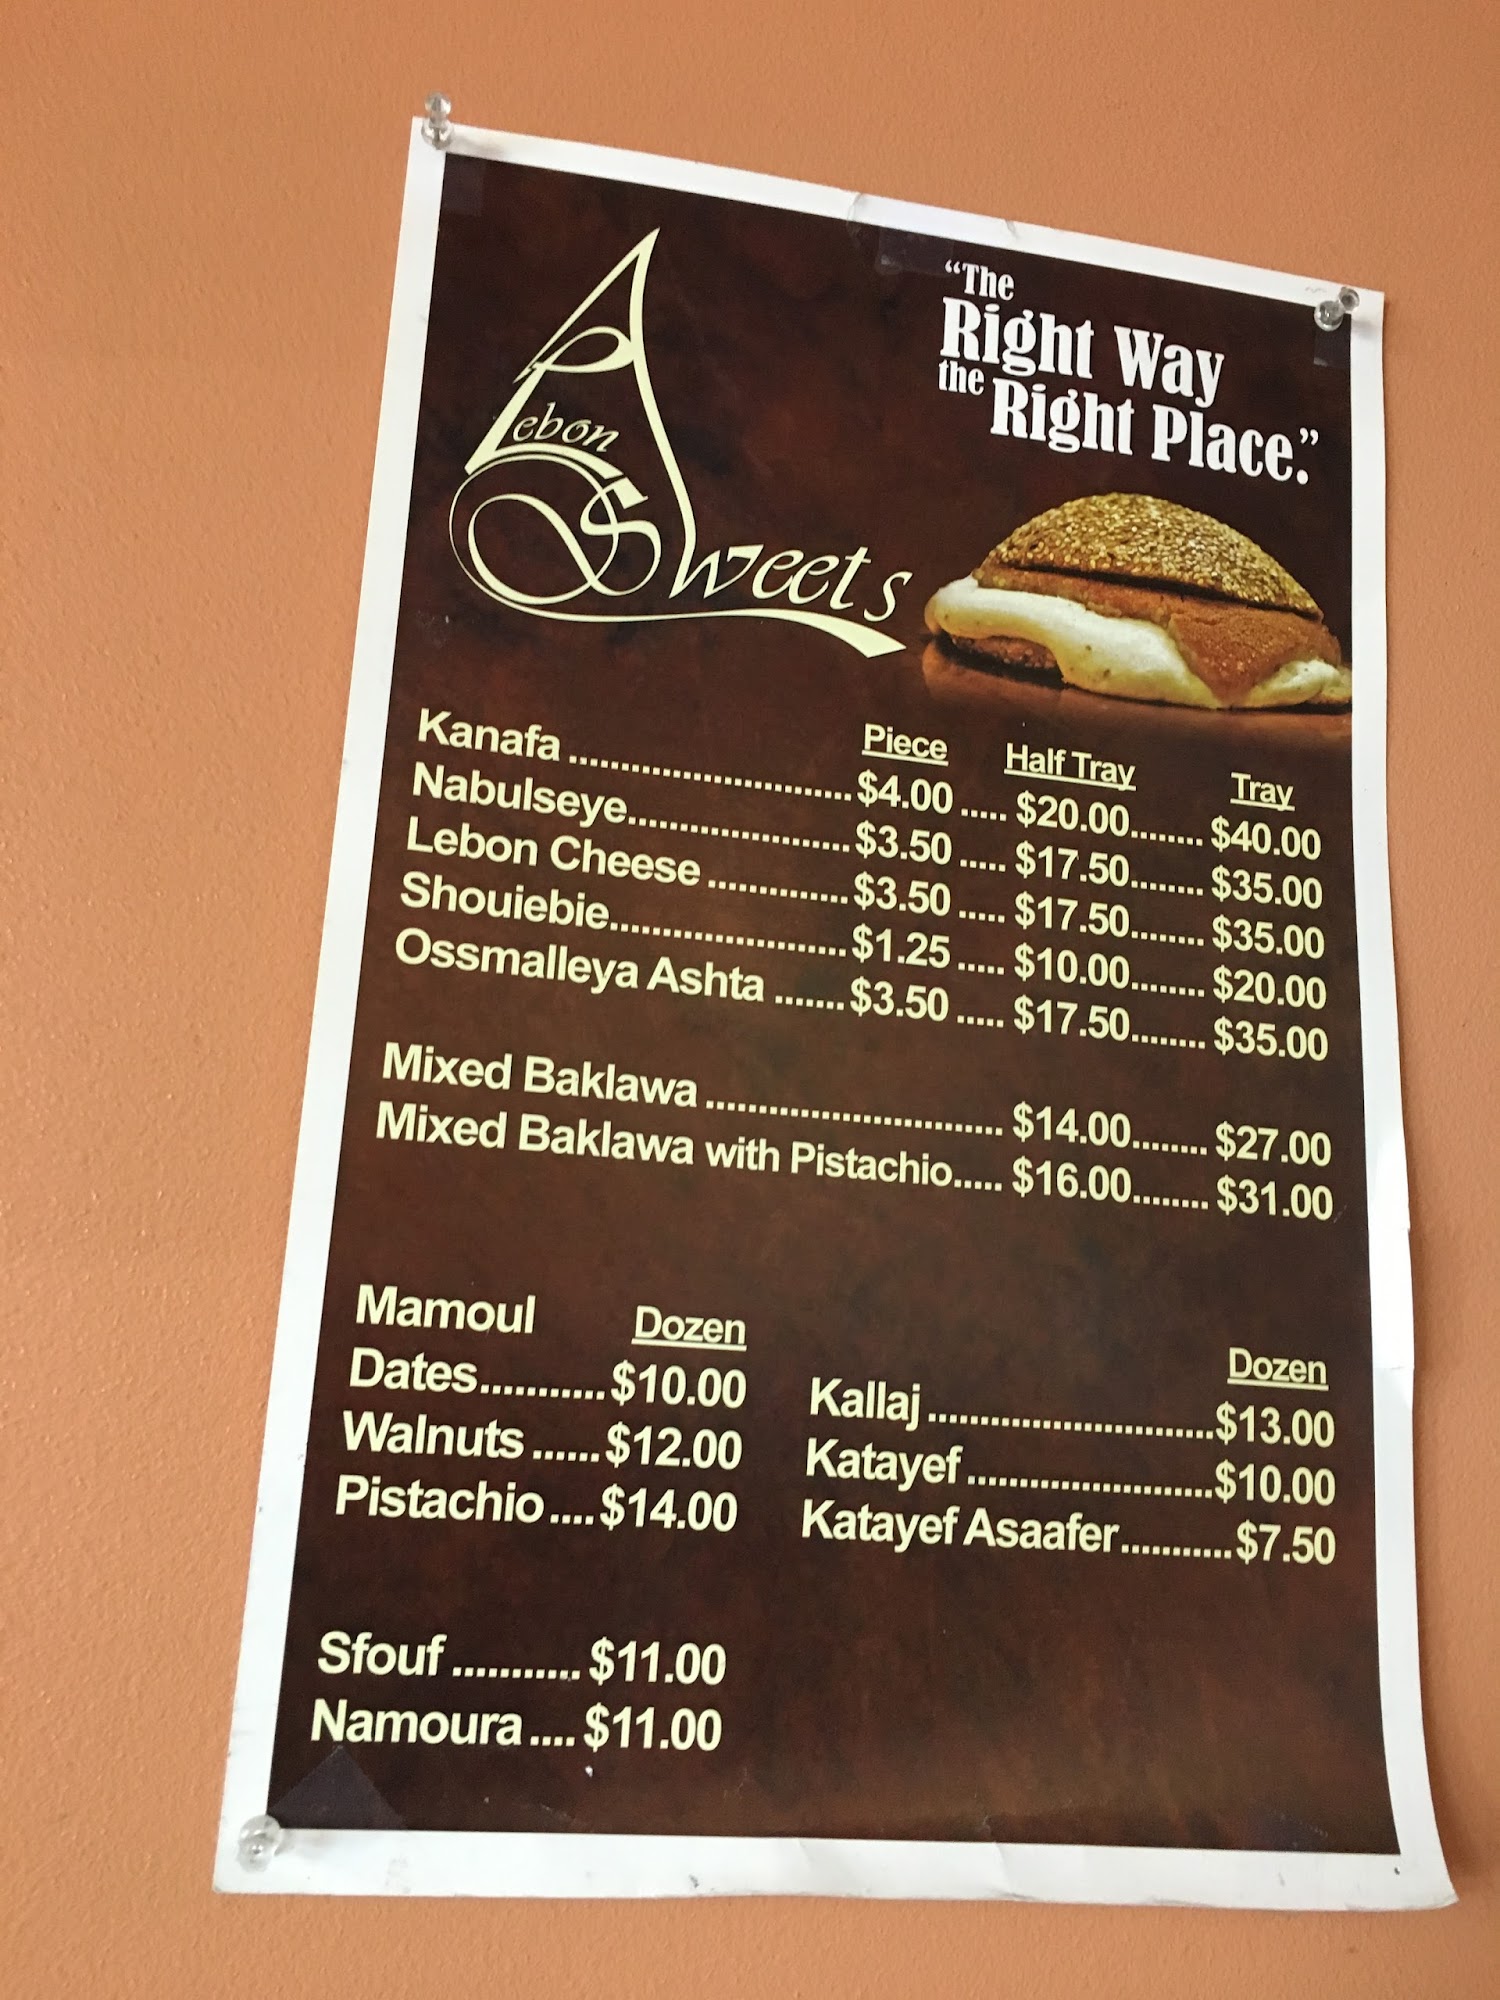 Lebon
Sweets
“The
Right Way
the Right Place.”
Piece Half Tray Tray
Kanafa ........................... $4.00 ..... $20.00........ $40.00
Nabulseye...................... $3.50 ..... $17.50........ $35.00
Lebon Cheese .............. $3.50 ..... $17.50........ $35.00
Shouiebie....................... $1.25 ..... $10.00........ $20.00
Ossmalleya Ashta ....... $3.50 ..... $17.50........ $35.00
Mixed Baklawa ............................. $14.00........ $27.00
Mixed Baklawa with Pistachio..... $16.00........ $31.00
Mamoul Dozen
Dates............ $10.00
Walnuts ....... $12.00
Pistachio .... $14.00
Dozen
Kallaj ............................ $13.00
Katayef ........................ $10.00
Katayef Asaafer........... $7.50
Sfouf ............ $11.00
Namoura .... $11.00